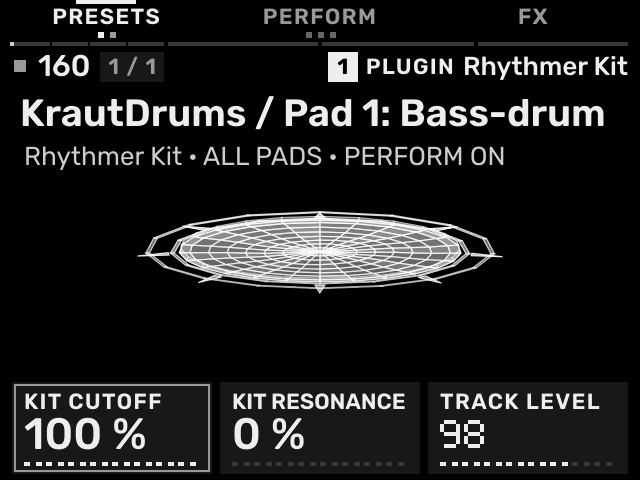 PRESETS PERFORM FX
160 1 / 1 1 PLUGIN Rhythmer Kit
KrautDrums / Pad 1: Bass-drum
Rhythmer Kit • ALL PADS • PERFORM ON
KIT CUTOFF KIT RESONANCE TRACK LEVEL
100 % 0 % 98